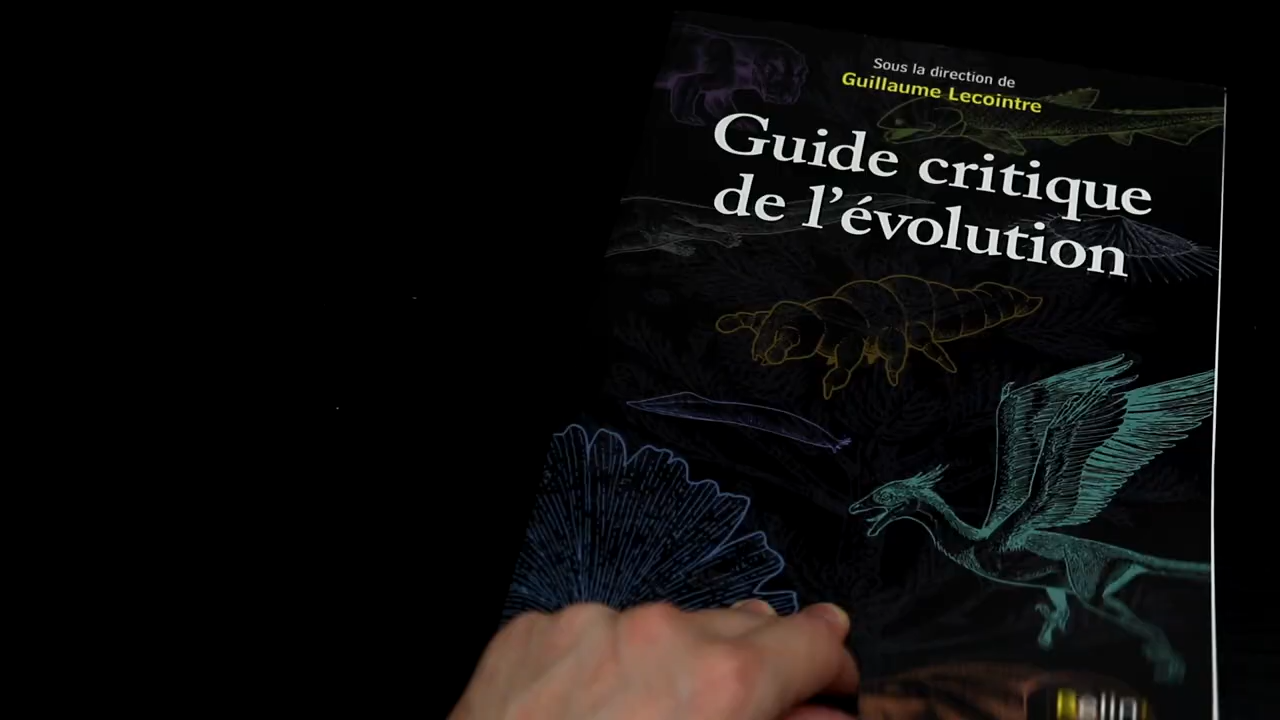 Sous la direction de
Guillaume Lecointre
Guide critique
de l'évolution